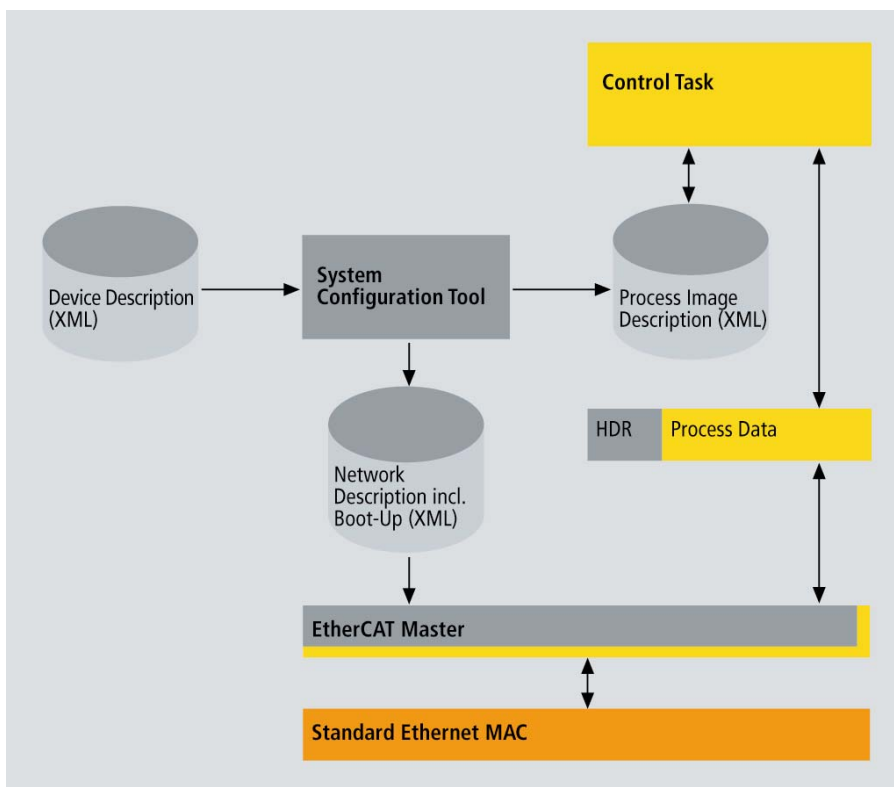 Control Task
Device Description
(XML)
System
Configuration Tool
Process Image
Description (XML)
HDR
Process Data
Network
Description incl.
Boot-Up (XML)
EtherCAT Master
Standard Ethernet MAC